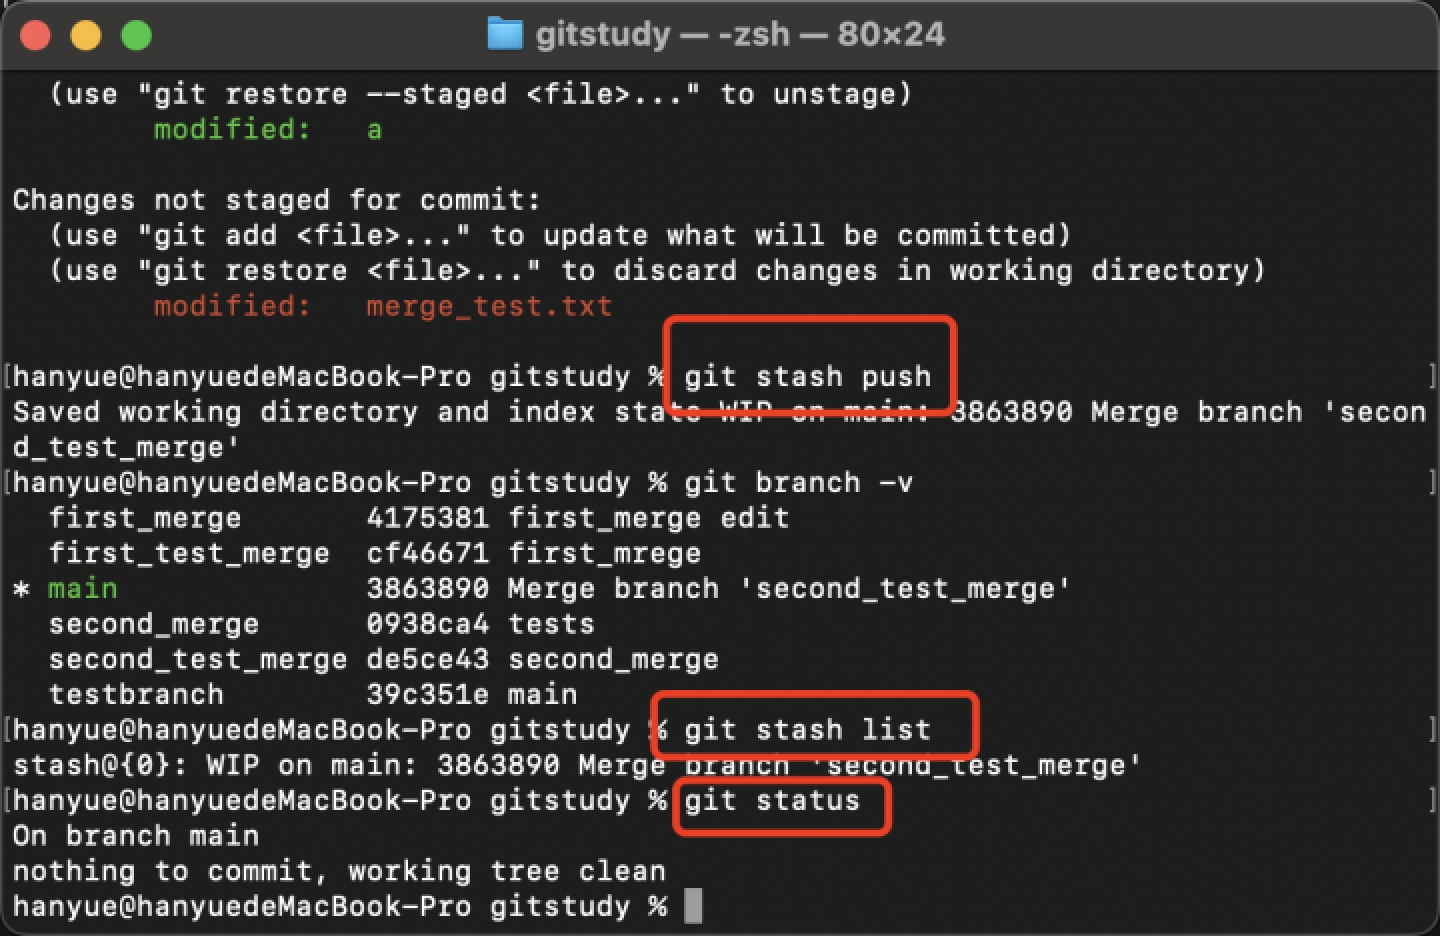 gitstudy — -zsh — 80×24
(use "git restore --staged <file>..." to unstage)
modified:   a
Changes not staged for commit:
(use "git add <file>..." to update what will be committed)
(use "git restore <file>..." to discard changes in working directory)
modified:   merge_test.txt
[hanyue@hanyuedeMacBook-Pro gitstudy % git stash push ]
Saved working directory and index state WIP on main: 3863890 Merge branch 'secon
d_test_merge'
[hanyue@hanyuedeMacBook-Pro gitstudy % git branch -v ]
first_merge       4175381 first_merge edit
first_test_merge  cf46671 first_mrege
* main              3863890 Merge branch 'second_test_merge'
second_merge      0938ca4 tests
second_test_merge de5ce43 second_merge
testbranch        39c351e main
[hanyue@hanyuedeMacBook-Pro gitstudy % git stash list ]
stash@{0}: WIP on main: 3863890 Merge branch 'second_test_merge'
[hanyue@hanyuedeMacBook-Pro gitstudy % git status ]
On branch main
nothing to commit, working tree clean
hanyue@hanyuedeMacBook-Pro gitstudy %